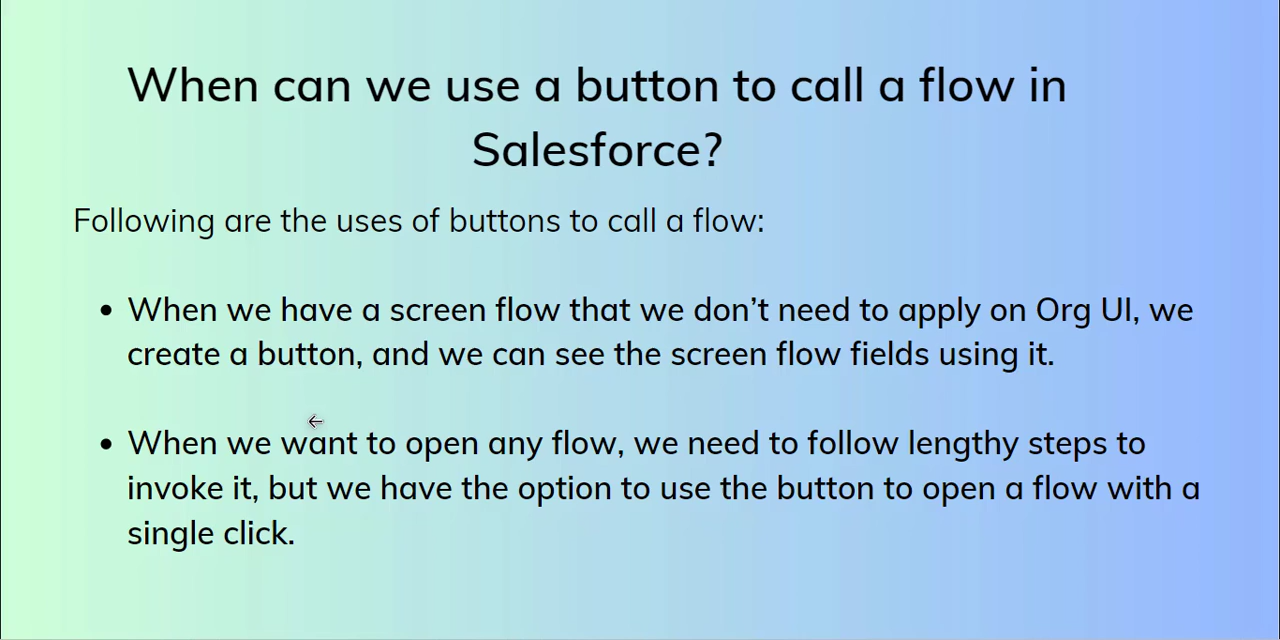 When can we use a button to call a flow in
Salesforce?
Following are the uses of buttons to call a flow:
• When we have a screen flow that we don’t need to apply on Org UI, we
create a button, and we can see the screen flow fields using it.
• When we want to open any flow, we need to follow lengthy steps to
invoke it, but we have the option to use the button to open a flow with a
single click.